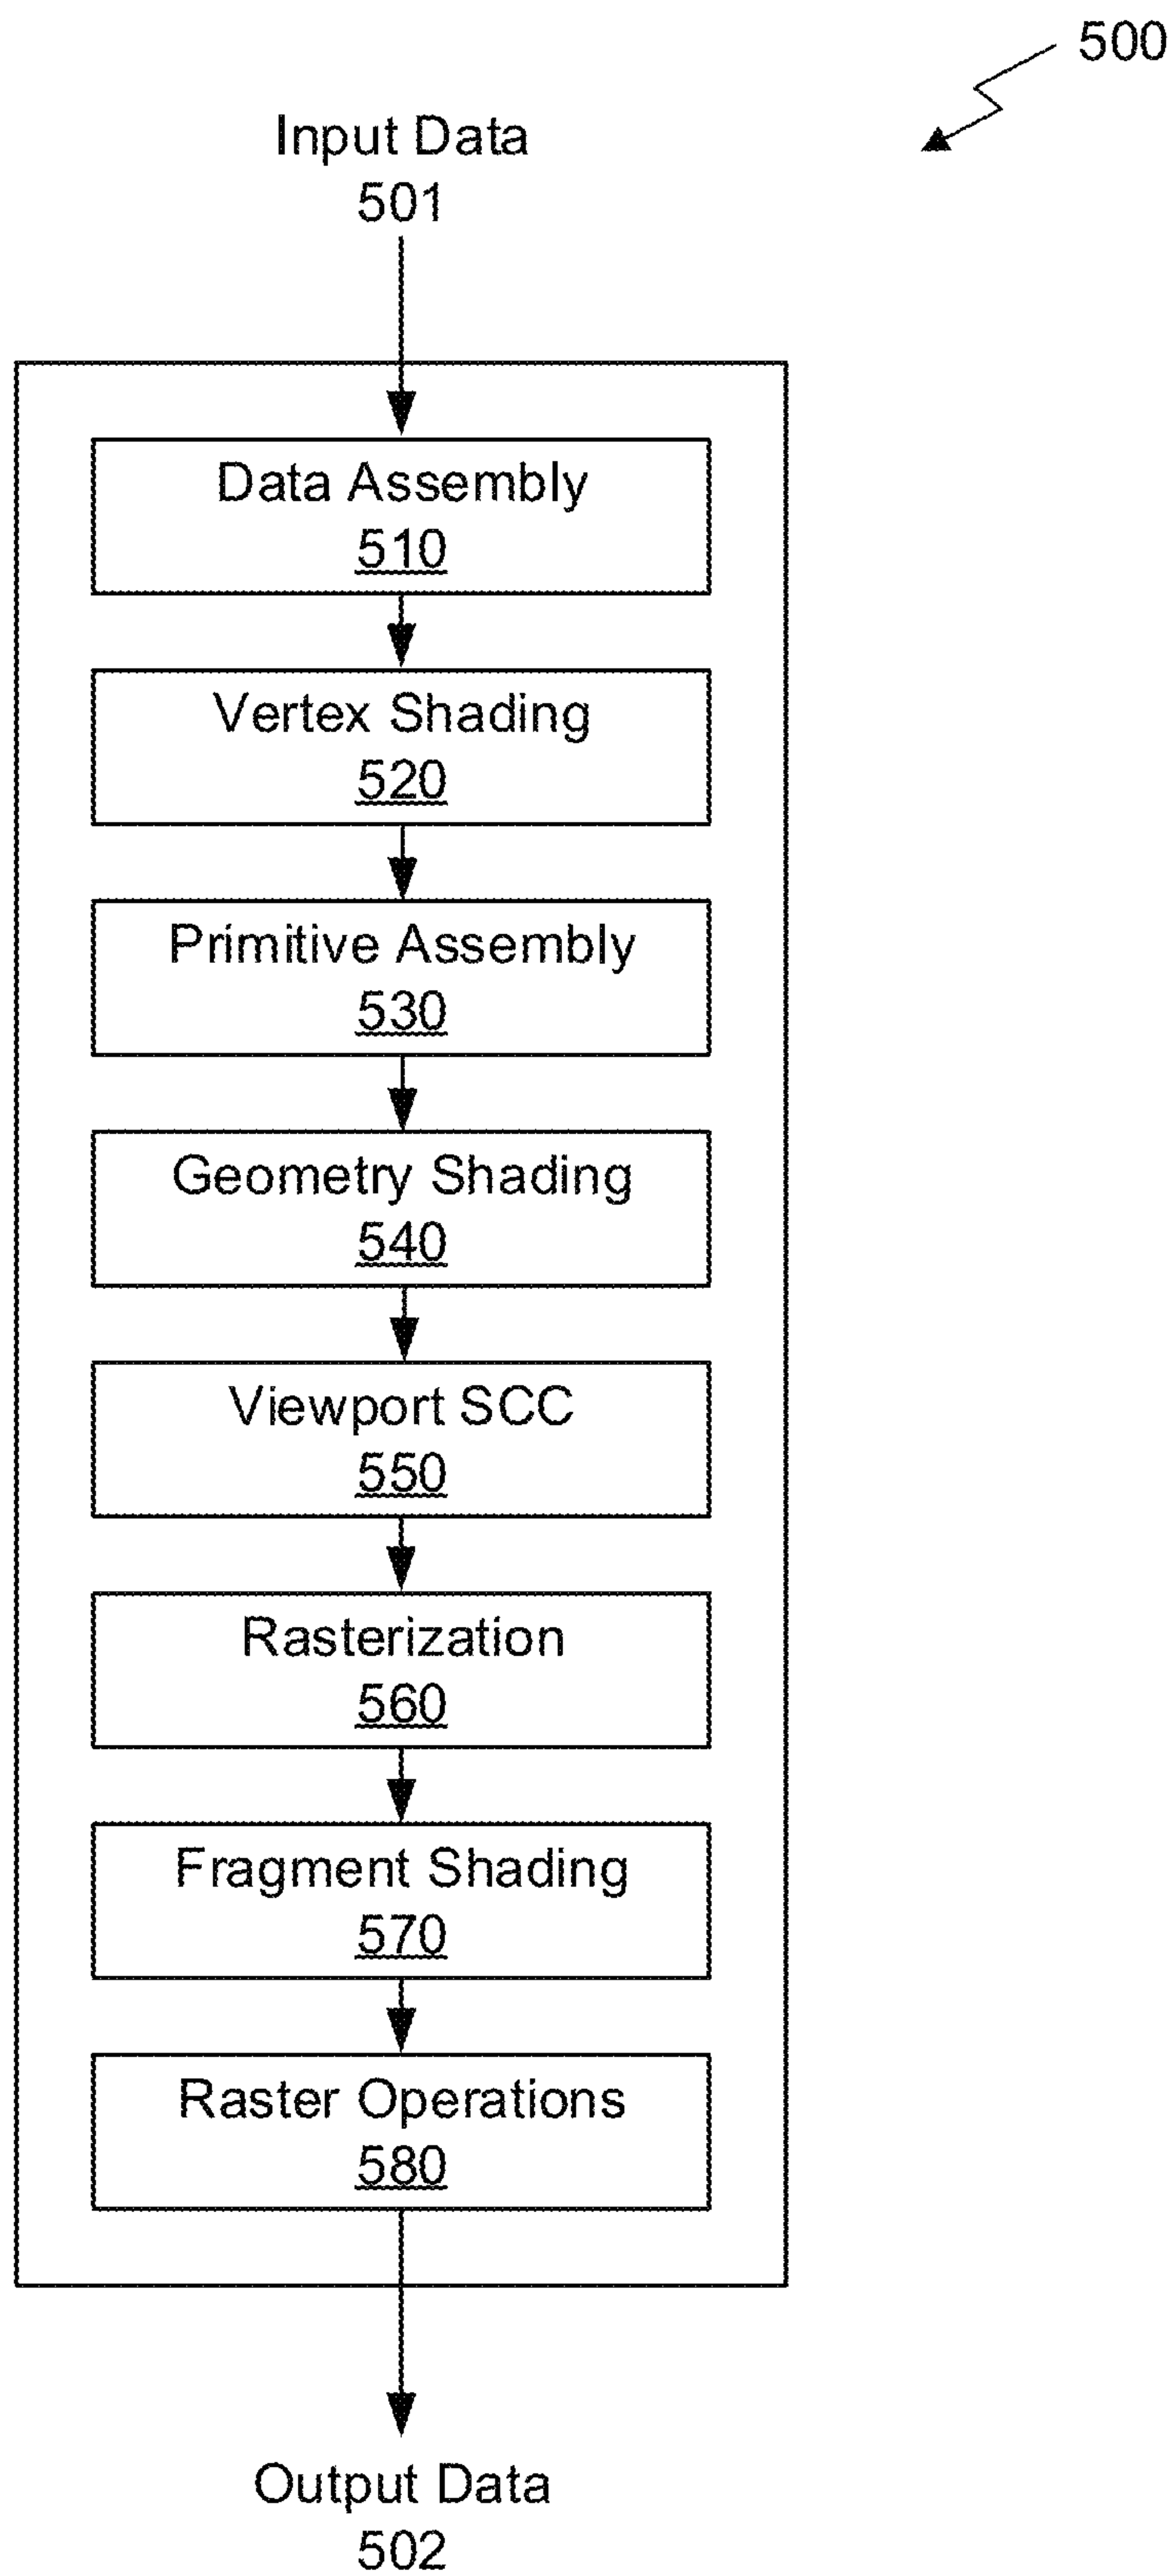 500
Input Data
501
Data Assembly
510
Vertex Shading
520
Primitive Assembly
530
Geometry Shading
540
Viewport SCC
550
Rasterization
560
Fragment Shading
570
Raster Operations
580
Output Data
502